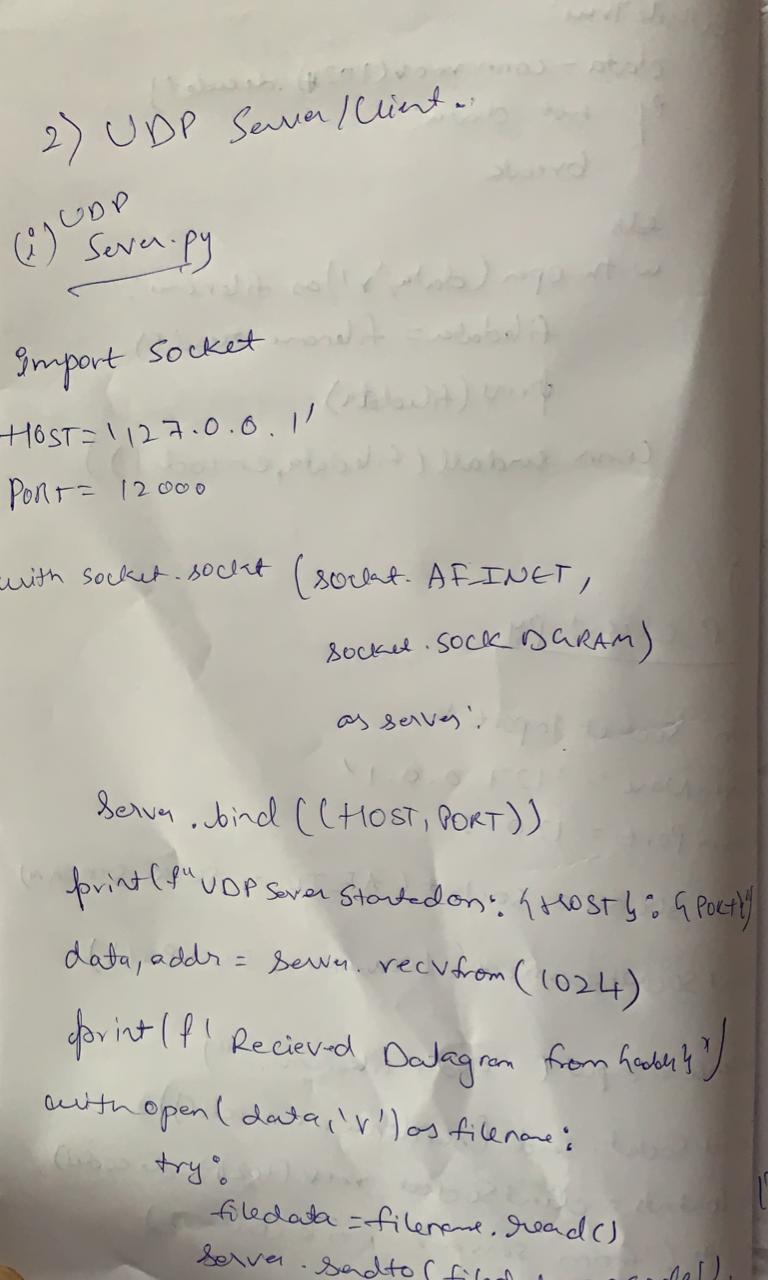 2) UDP Server/Client..
(i) UDP
Server.py
import socket
HOST='127.0.0.1'
PORT= 12000
with socket.socket (socket. AF_INET,
socket.SOCK_DGRAM)
as server:
Server.bind((HOST, PORT))
print(f"UDP Server Started on: {HOST}: {PORT}")
data, addr = server. recvfrom(1024)
print(f' Recieved Datagram from {addr}')
with open( data,'r') as filename:
try:
filedata = filename.read()
server.sendto(